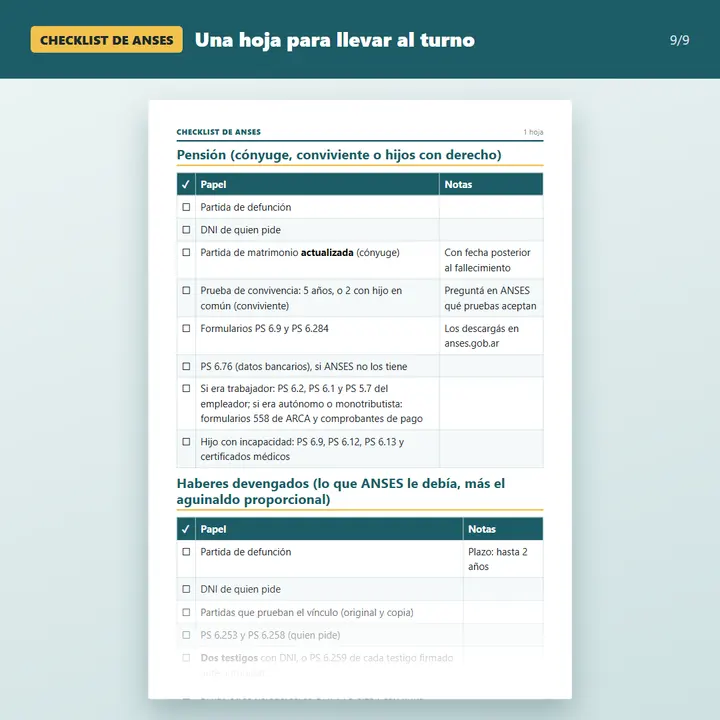 CHECKLIST DE ANSES
Una hoja para llevar al turno
9/9
CHECKLIST DE ANSES
1 hoja
Pensión (cónyuge, conviviente o hijos con derecho)
✓ Papel Notas
☐ Partida de defunción
☐ DNI de quien pide
☐ Partida de matrimonio actualizada (cónyuge) Con fecha posterior
al fallecimiento
☐ Prueba de convivencia: 5 años, o 2 con hijo en Preguntá en ANSES
común (conviviente) qué pruebas aceptan
☐ Formularios PS 6.9 y PS 6.284 Los descargás en
anses.gob.ar
☐ PS 6.76 (datos bancarios), si ANSES no los tiene
☐ Si era trabajador: PS 6.2, PS 6.1 y PS 5.7 del
empleador; si era autónomo o monotributista:
formularios 558 de ARCA y comprobantes de pago
☐ Hijo con incapacidad: PS 6.9, PS 6.12, PS 6.13 y
certificados médicos
Haberes devengados (lo que ANSES le debía, más el
aguinaldo proporcional)
✓ Papel Notas
☐ Partida de defunción Plazo: hasta 2
años
☐ DNI de quien pide
☐ Partidas que prueban el vínculo (original y copia)
☐ PS 6.253 y PS 6.258 (quien pide)
☐ Dos testigos con DNI, o PS 6.259 de cada testigo firmado